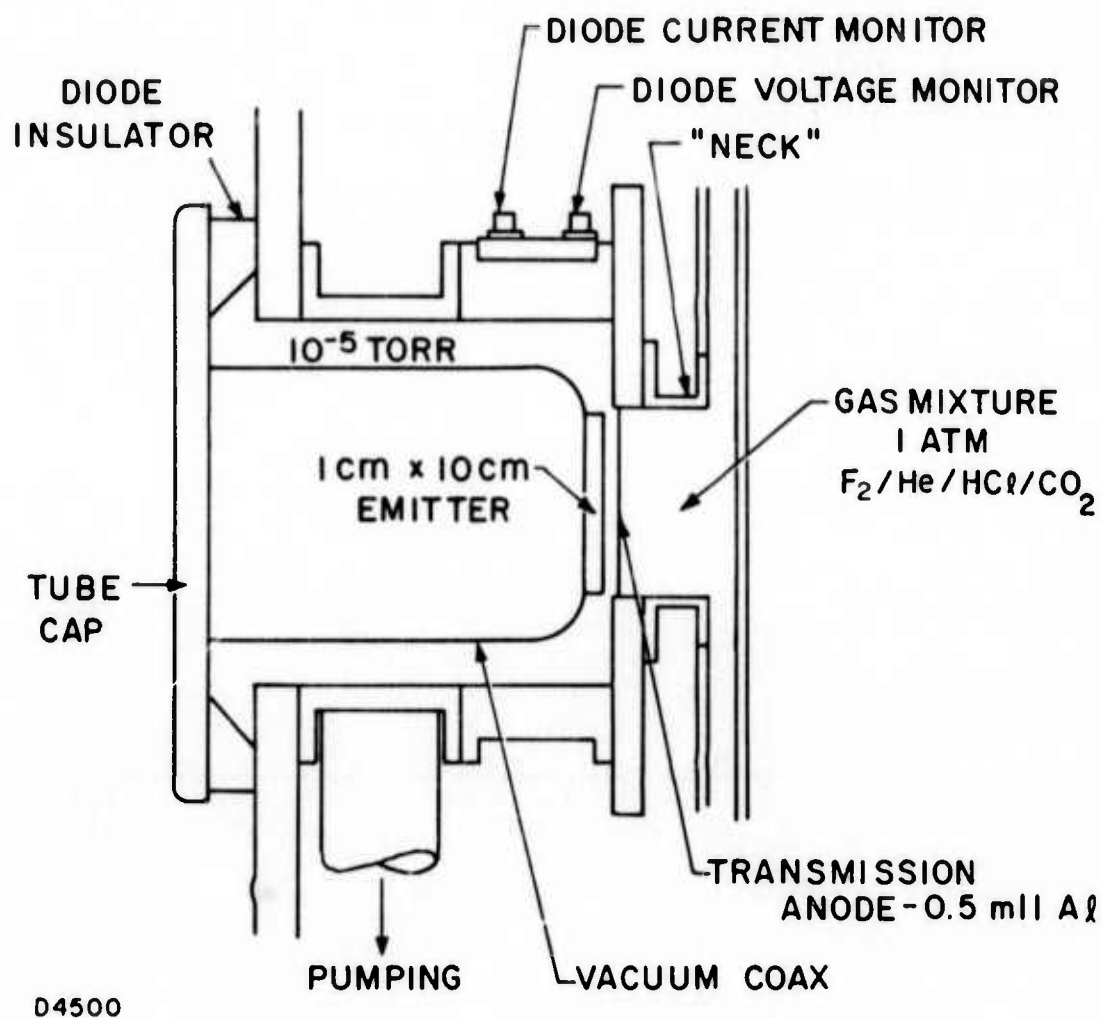 DIODE CURRENT MONITOR
DIODE
INSULATOR
DIODE VOLTAGE MONITOR
"NECK"
10-5 TORR
GAS MIXTURE
1 ATM
F2/He/HCl/CO2
1cm x 10cm
EMITTER
TUBE
CAP
TRANSMISSION
ANODE-0.5 mil Al
PUMPING
VACUUM COAX
D4500